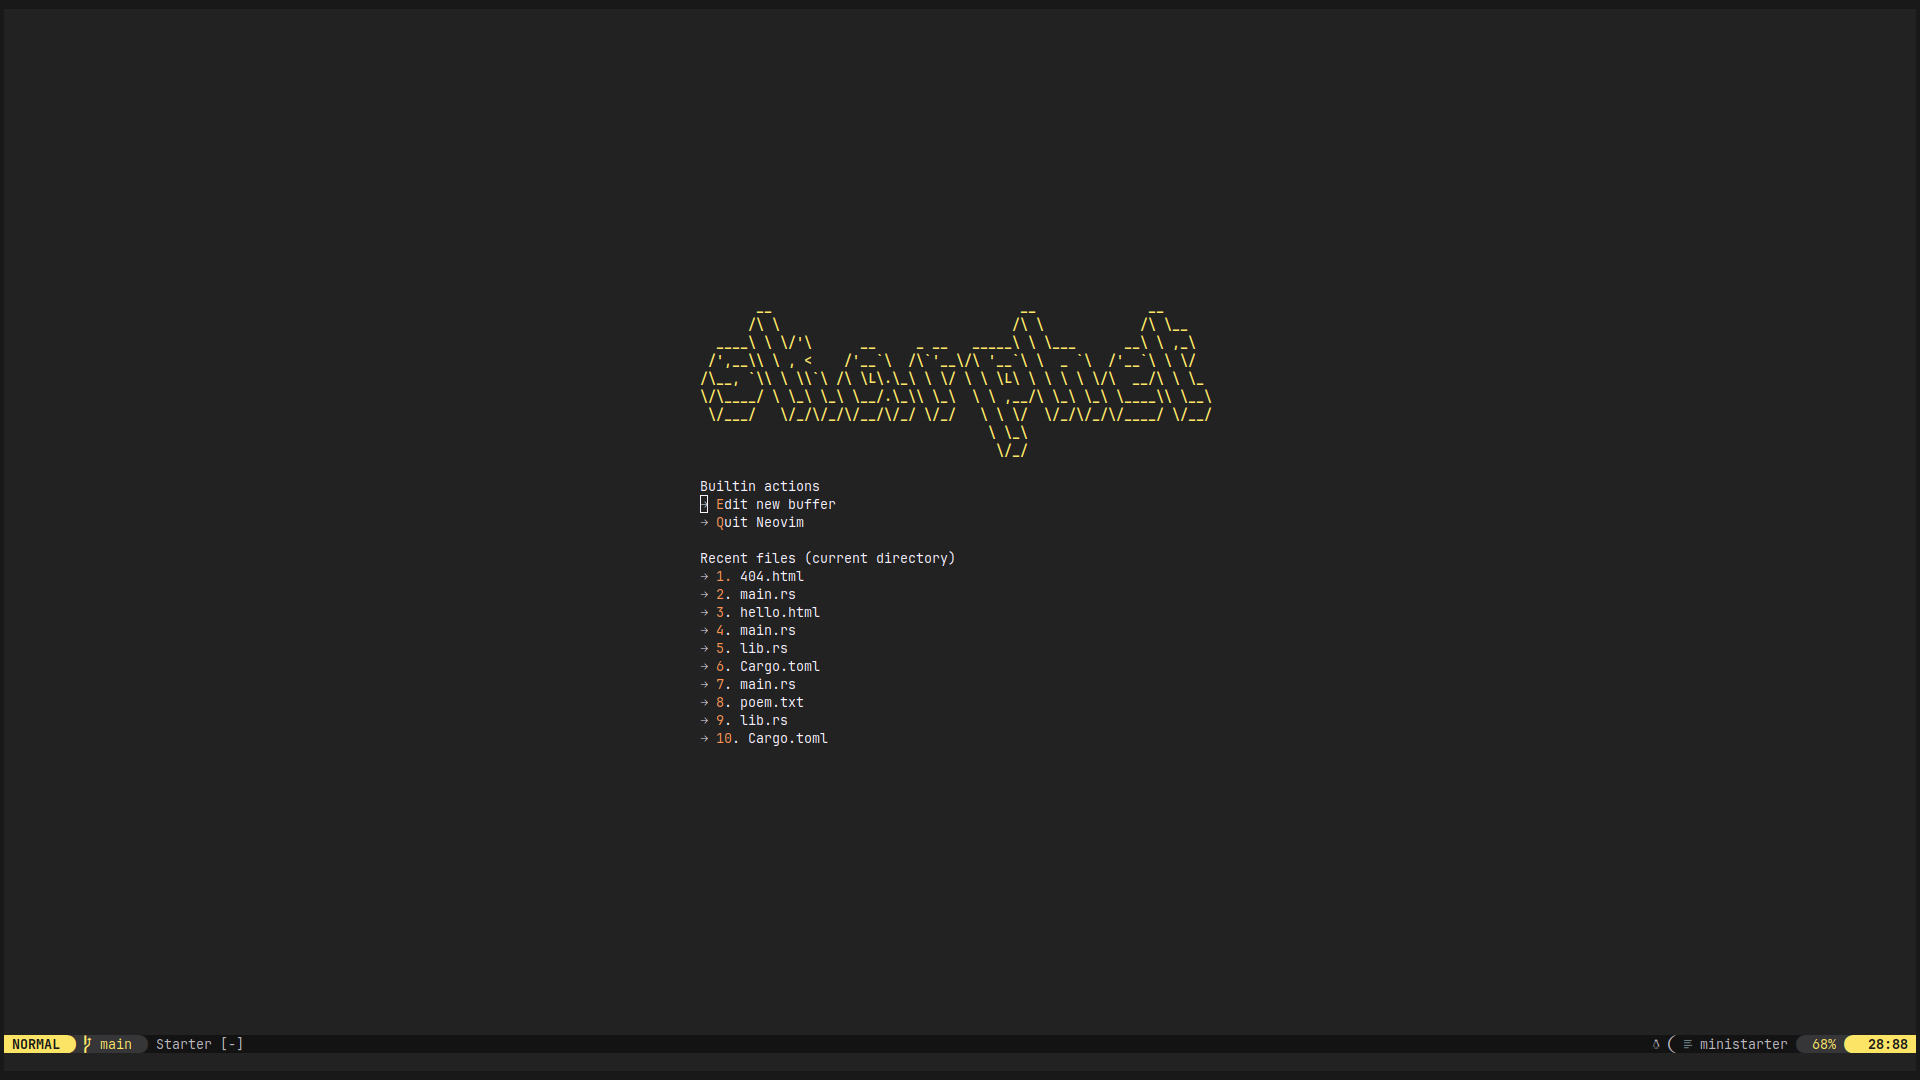 skarphet
Builtin actions
→ Edit new buffer
→ Quit Neovim
Recent files (current directory)
→ 1. 404.html
→ 2. main.rs
→ 3. hello.html
→ 4. main.rs
→ 5. lib.rs
→ 6. Cargo.toml
→ 7. main.rs
→ 8. poem.txt
→ 9. lib.rs
→ 10. Cargo.toml
NORMAL main Starter [-] ministarter 68% 28:88